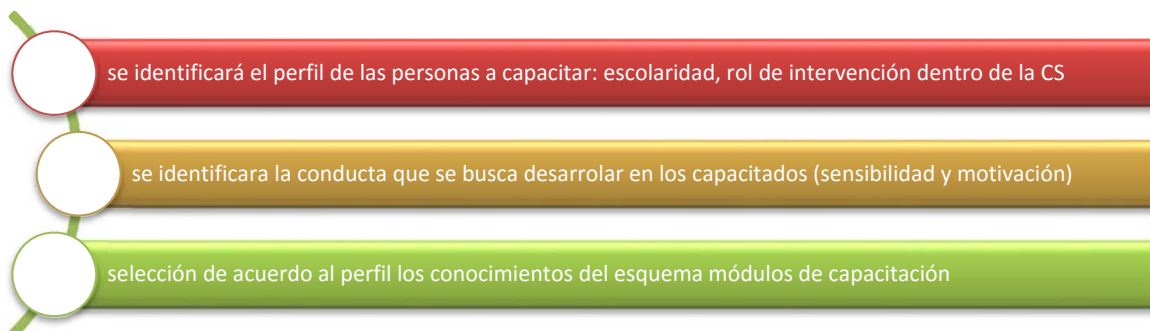 se identificará el perfil de las personas a capacitar: escolaridad, rol de intervención dentro de la CS
se identificara la conducta que se busca desarrolar en los capacitados (sensibilidad y motivación)
selección de acuerdo al perfil los conocimientos del esquema módulos de capacitación